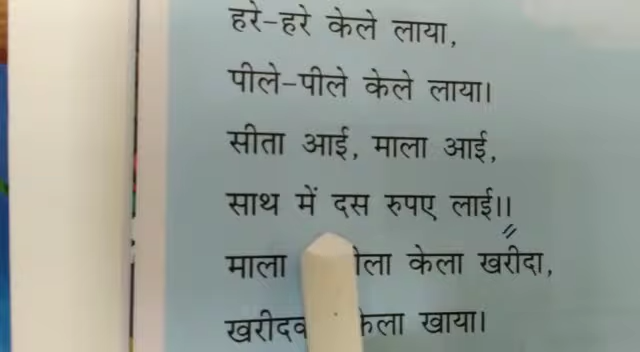 हरे-हरे केले लाया,
पीले-पीले केले लाया।
सीता आई, माला आई,
साथ में दस रुपए लाई॥
माला केला खरीदा,
केला खाया।